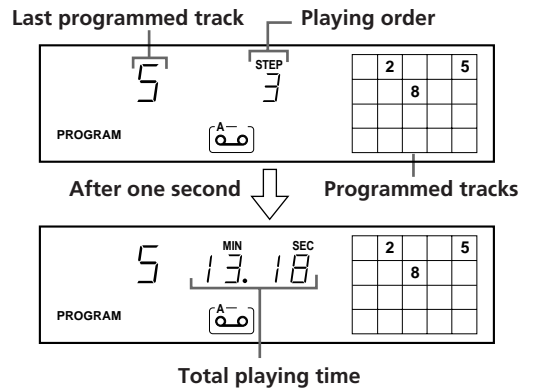 Last programmed track Playing order
5 STEP 3 2 5
8
PROGRAM A
After one second Programmed tracks
5 MIN 13. SEC 18 2 5
8
PROGRAM A
Total playing time